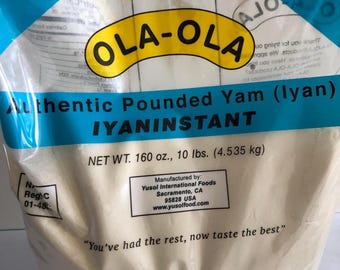 OLA-OLA
Authentic Pounded Yam (Iyan)
IYANINSTANT
NET WT. 160 oz., 10 lbs. (4.535 kg)
Manufactured by:
Yusol International Foods
Sacramento, CA
95828 USA
www.yusolfood.com
"You've had the rest, now taste the best"